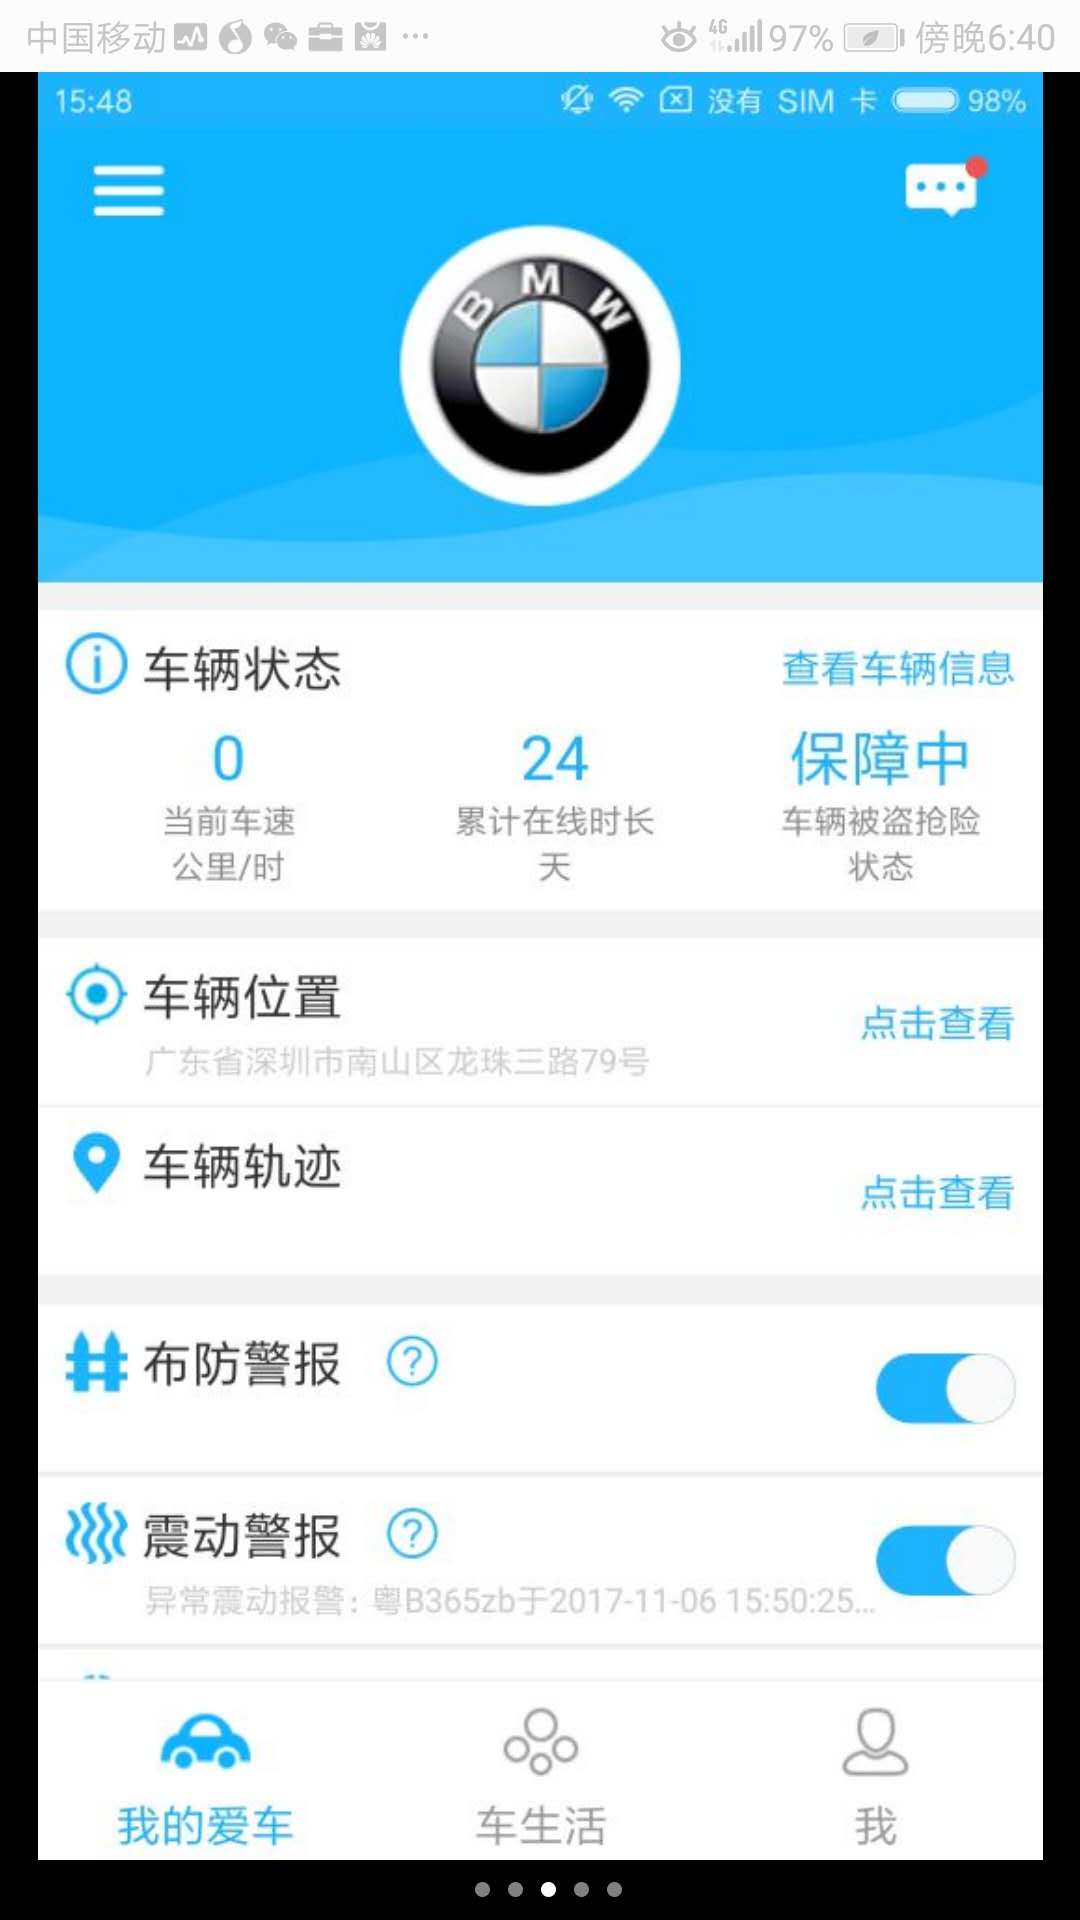 中国移动 4G 97% 傍晚6:40
15:48 没有 SIM 卡 98%
BMW
车辆状态 查看车辆信息
0 24 保障中
当前车速 累计在线时长 车辆被盗抢险
公里/时 天 状态
车辆位置
点击查看
广东省深圳市南山区龙珠三路79号
车辆轨迹
点击查看
布防警报 ?
震动警报 ?
异常震动报警：粤B365zb于2017-11-06 15:50:25...
我的爱车 车生活 我